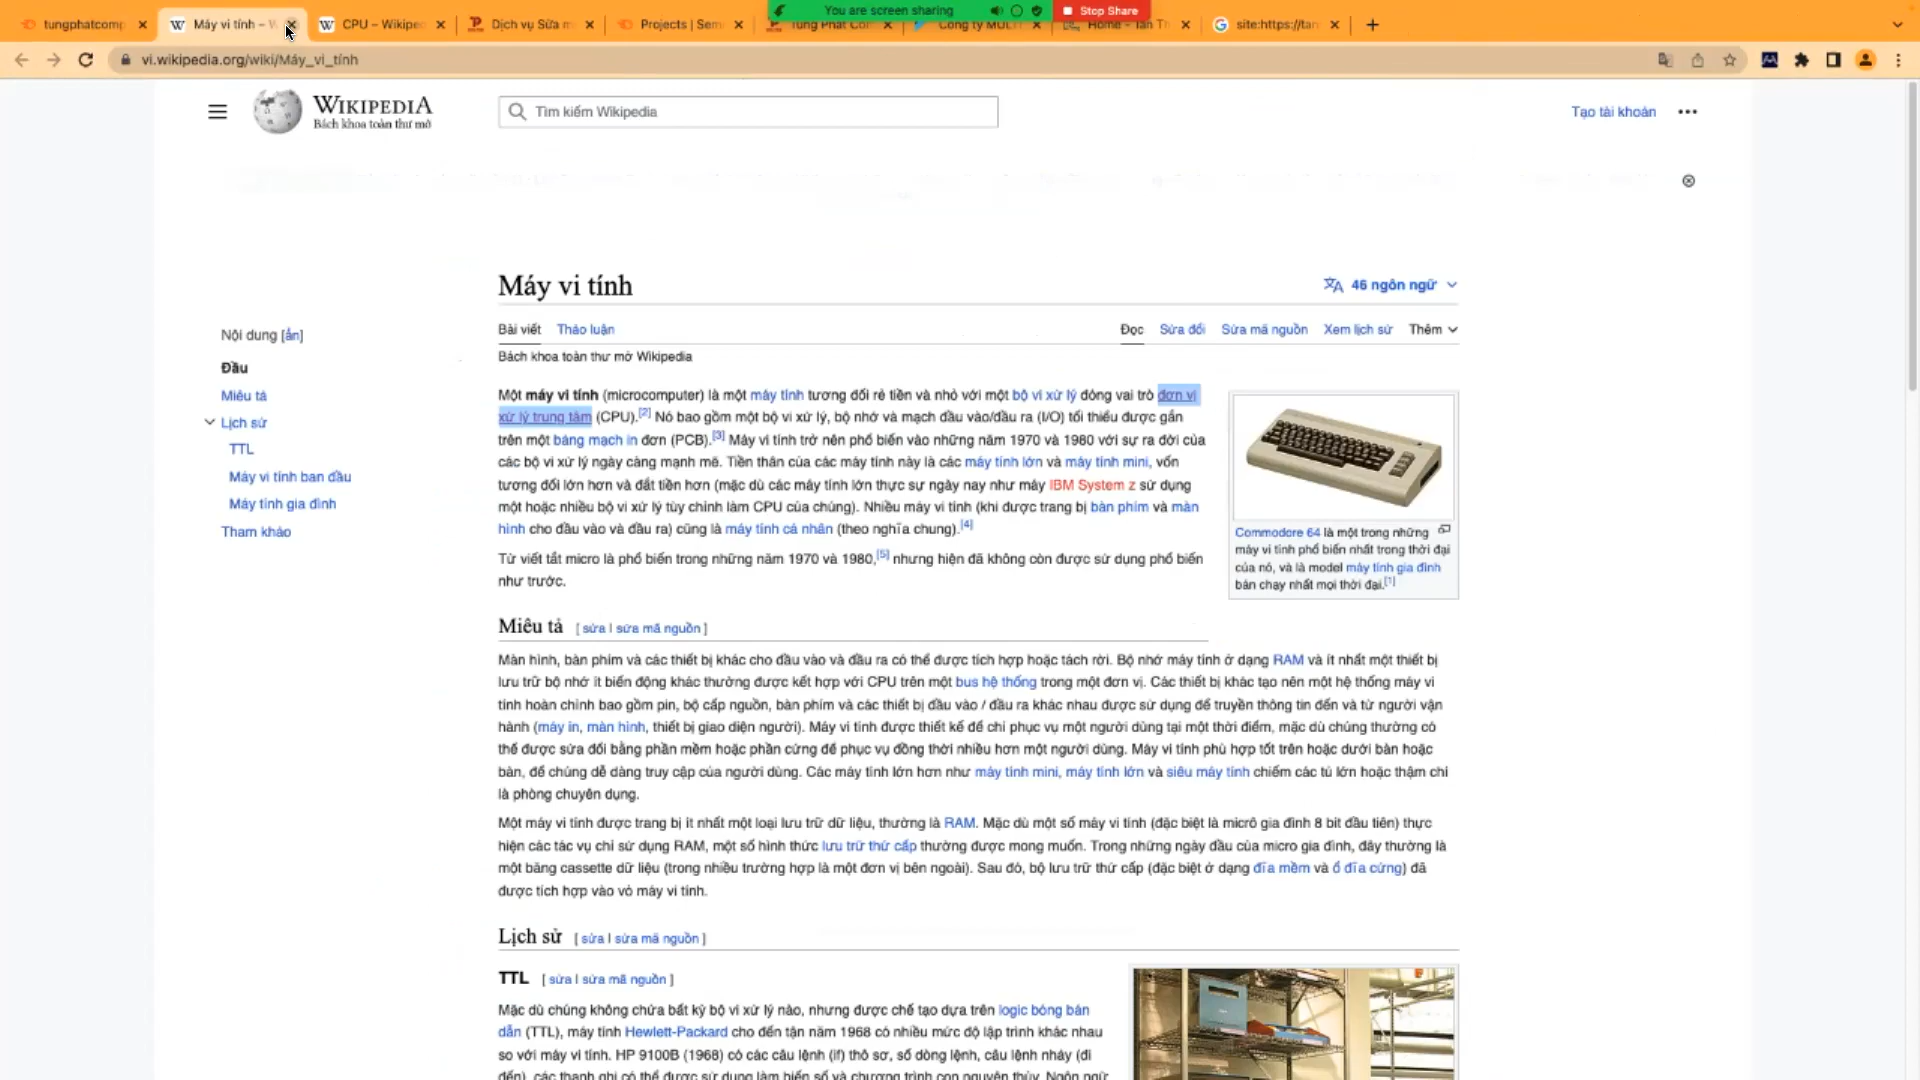 tungphatcomp
Máy vi tính – W
CPU – Wikipe
Dịch vụ Sửa m
Projects | Sem
You are screen sharing
Stop Share
Tùng Phát Co
Công ty MULT
Home - Tân Th
site:https://tan
vi.wikipedia.org/wiki/Máy_vi_tính
WIKIPEDIA
Bách khoa toàn thư mở
Tìm kiếm Wikipedia
Tạo tài khoản
Máy vi tính
46 ngôn ngữ
Nội dung [ẩn]
Đầu
Miêu tả
Lịch sử
TTL
Máy vi tính ban đầu
Máy tính gia đình
Tham khảo
Bài viết Thảo luận Đọc Sửa đổi Sửa mã nguồn Xem lịch sử Thêm
Bách khoa toàn thư mở Wikipedia
Một máy vi tính (microcomputer) là một máy tính tương đối rẻ tiền và nhỏ với một bộ vi xử lý đóng vai trò đơn vị
xử lý trung tâm (CPU).[2] Nó bao gồm một bộ vi xử lý, bộ nhớ và mạch đầu vào/đầu ra (I/O) tối thiểu được gắn
trên một bảng mạch in đơn (PCB).[3] Máy vi tính trở nên phổ biến vào những năm 1970 và 1980 với sự ra đời của
các bộ vi xử lý ngày càng mạnh mẽ. Tiền thân của các máy tính này là các máy tính lớn và máy tính mini, vốn
tương đối lớn hơn và đắt tiền hơn (mặc dù các máy tính lớn thực sự ngày nay như máy IBM System z sử dụng
một hoặc nhiều bộ vi xử lý tùy chỉnh làm CPU của chúng). Nhiều máy vi tính (khi được trang bị bàn phím và màn
hình cho đầu vào và đầu ra) cũng là máy tính cá nhân (theo nghĩa chung).[4]
Từ viết tắt micro là phổ biến trong những năm 1970 và 1980,[5] nhưng hiện đã không còn được sử dụng phổ biến
như trước.
Commodore 64 là một trong những
máy vi tính phổ biến nhất trong thời đại
của nó, và là model máy tính gia đình
bán chạy nhất mọi thời đại.[1]
Miêu tả [ sửa | sửa mã nguồn ]
Màn hình, bàn phím và các thiết bị khác cho đầu vào và đầu ra có thể được tích hợp hoặc tách rời. Bộ nhớ máy tính ở dạng RAM và ít nhất một thiết bị
lưu trữ bộ nhớ ít biến động khác thường được kết hợp với CPU trên một bus hệ thống trong một đơn vị. Các thiết bị khác tạo nên một hệ thống máy vi
tính hoàn chỉnh bao gồm pin, bộ cấp nguồn, bàn phím và các thiết bị đầu vào / đầu ra khác nhau được sử dụng để truyền thông tin đến và từ người vận
hành (máy in, màn hình, thiết bị giao diện người). Máy vi tính được thiết kế để chỉ phục vụ một người dùng tại một thời điểm, mặc dù chúng thường có
thể được sửa đổi bằng phần mềm hoặc phần cứng để phục vụ đồng thời nhiều hơn một người dùng. Máy vi tính phù hợp tốt trên hoặc dưới bàn hoặc
bàn, để chúng dễ dàng truy cập của người dùng. Các máy tính lớn hơn như máy tính mini, máy tính lớn và siêu máy tính chiếm các tủ lớn hoặc thậm chí
là phòng chuyên dụng.
Một máy vi tính được trang bị ít nhất một loại lưu trữ dữ liệu, thường là RAM. Mặc dù một số máy vi tính (đặc biệt là micrô gia đình 8 bit đầu tiên) thực
hiện các tác vụ chỉ sử dụng RAM, một số hình thức lưu trữ thứ cấp thường được mong muốn. Trong những ngày đầu của micro gia đình, đây thường là
một băng cassette dữ liệu (trong nhiều trường hợp là một đơn vị bên ngoài). Sau đó, bộ lưu trữ thứ cấp (đặc biệt ở dạng đĩa mềm và ổ đĩa cứng) đã
được tích hợp vào vỏ máy vi tính.
Lịch sử [ sửa | sửa mã nguồn ]
TTL [ sửa | sửa mã nguồn ]
Mặc dù chúng không chứa bất kỳ bộ vi xử lý nào, nhưng được chế tạo dựa trên logic bóng bán
dẫn (TTL), máy tính Hewlett-Packard cho đến tận năm 1968 có nhiều mức độ lập trình khác nhau
so với máy vi tính. HP 9100B (1968) có các câu lệnh (if) thô sơ, số dòng lệnh, câu lệnh nhảy (đi
đến), các thanh ghi có thể được sử dụng làm biến số và chương trình con nguyên thủy. Ngôn ngữ